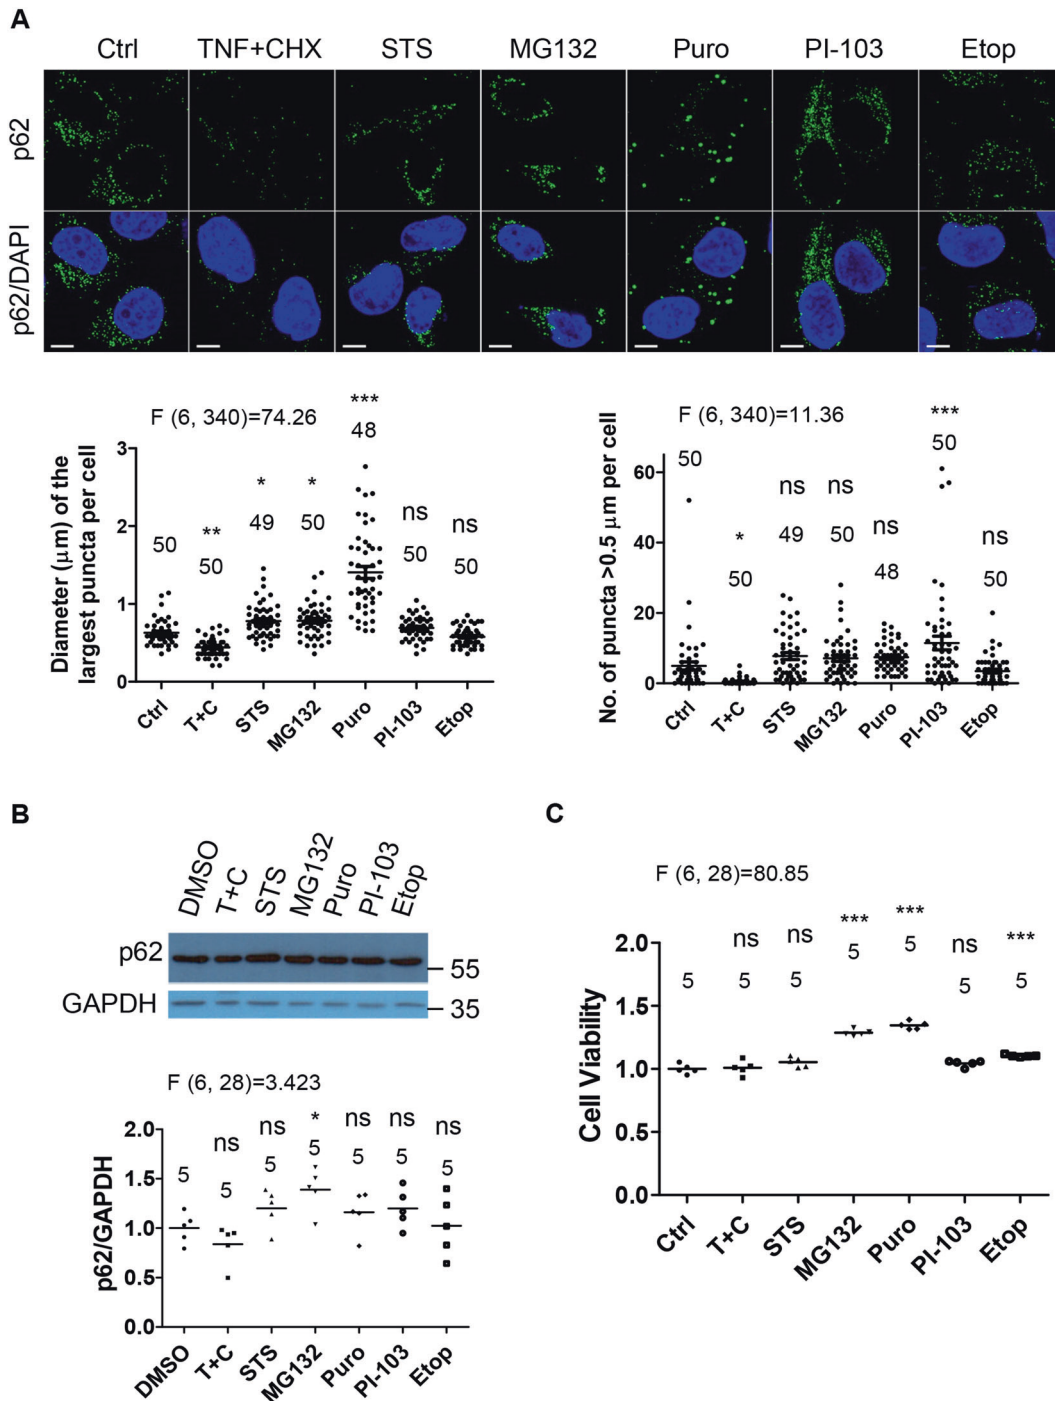 A
Ctrl TNF+CHX STS MG132 Puro PI-103 Etop
p62
p62/DAPI
F (6, 340)=74.26
Diameter (μm) of the
largest puncta per cell
3
2
1
0
50
**
50
*
49
*
50
***
48
ns
50
ns
50
Ctrl T+C STS MG132 Puro PI-103 Etop
F (6, 340)=11.36
No. of puncta >0.5 μm per cell
60
40
20
0
50
*
50
ns
49
ns
50
ns
48
***
50
ns
50
Ctrl T+C STS MG132 Puro PI-103 Etop
B
DMSO T+C STS MG132 Puro PI-103 Etop
p62
55
GAPDH
35
F (6, 28)=3.423
p62/GAPDH
2.0
1.5
1.0
0.5
0.0
5
ns
5
ns
5
*
5
ns
5
ns
5
ns
5
DMSO T+C STS MG132 Puro PI-103 Etop
C
F (6, 28)=80.85
Cell Viability
2.0
1.5
1.0
0.5
0.0
5
ns
5
ns
5
***
5
***
5
ns
5
***
5
Ctrl T+C STS MG132 Puro PI-103 Etop